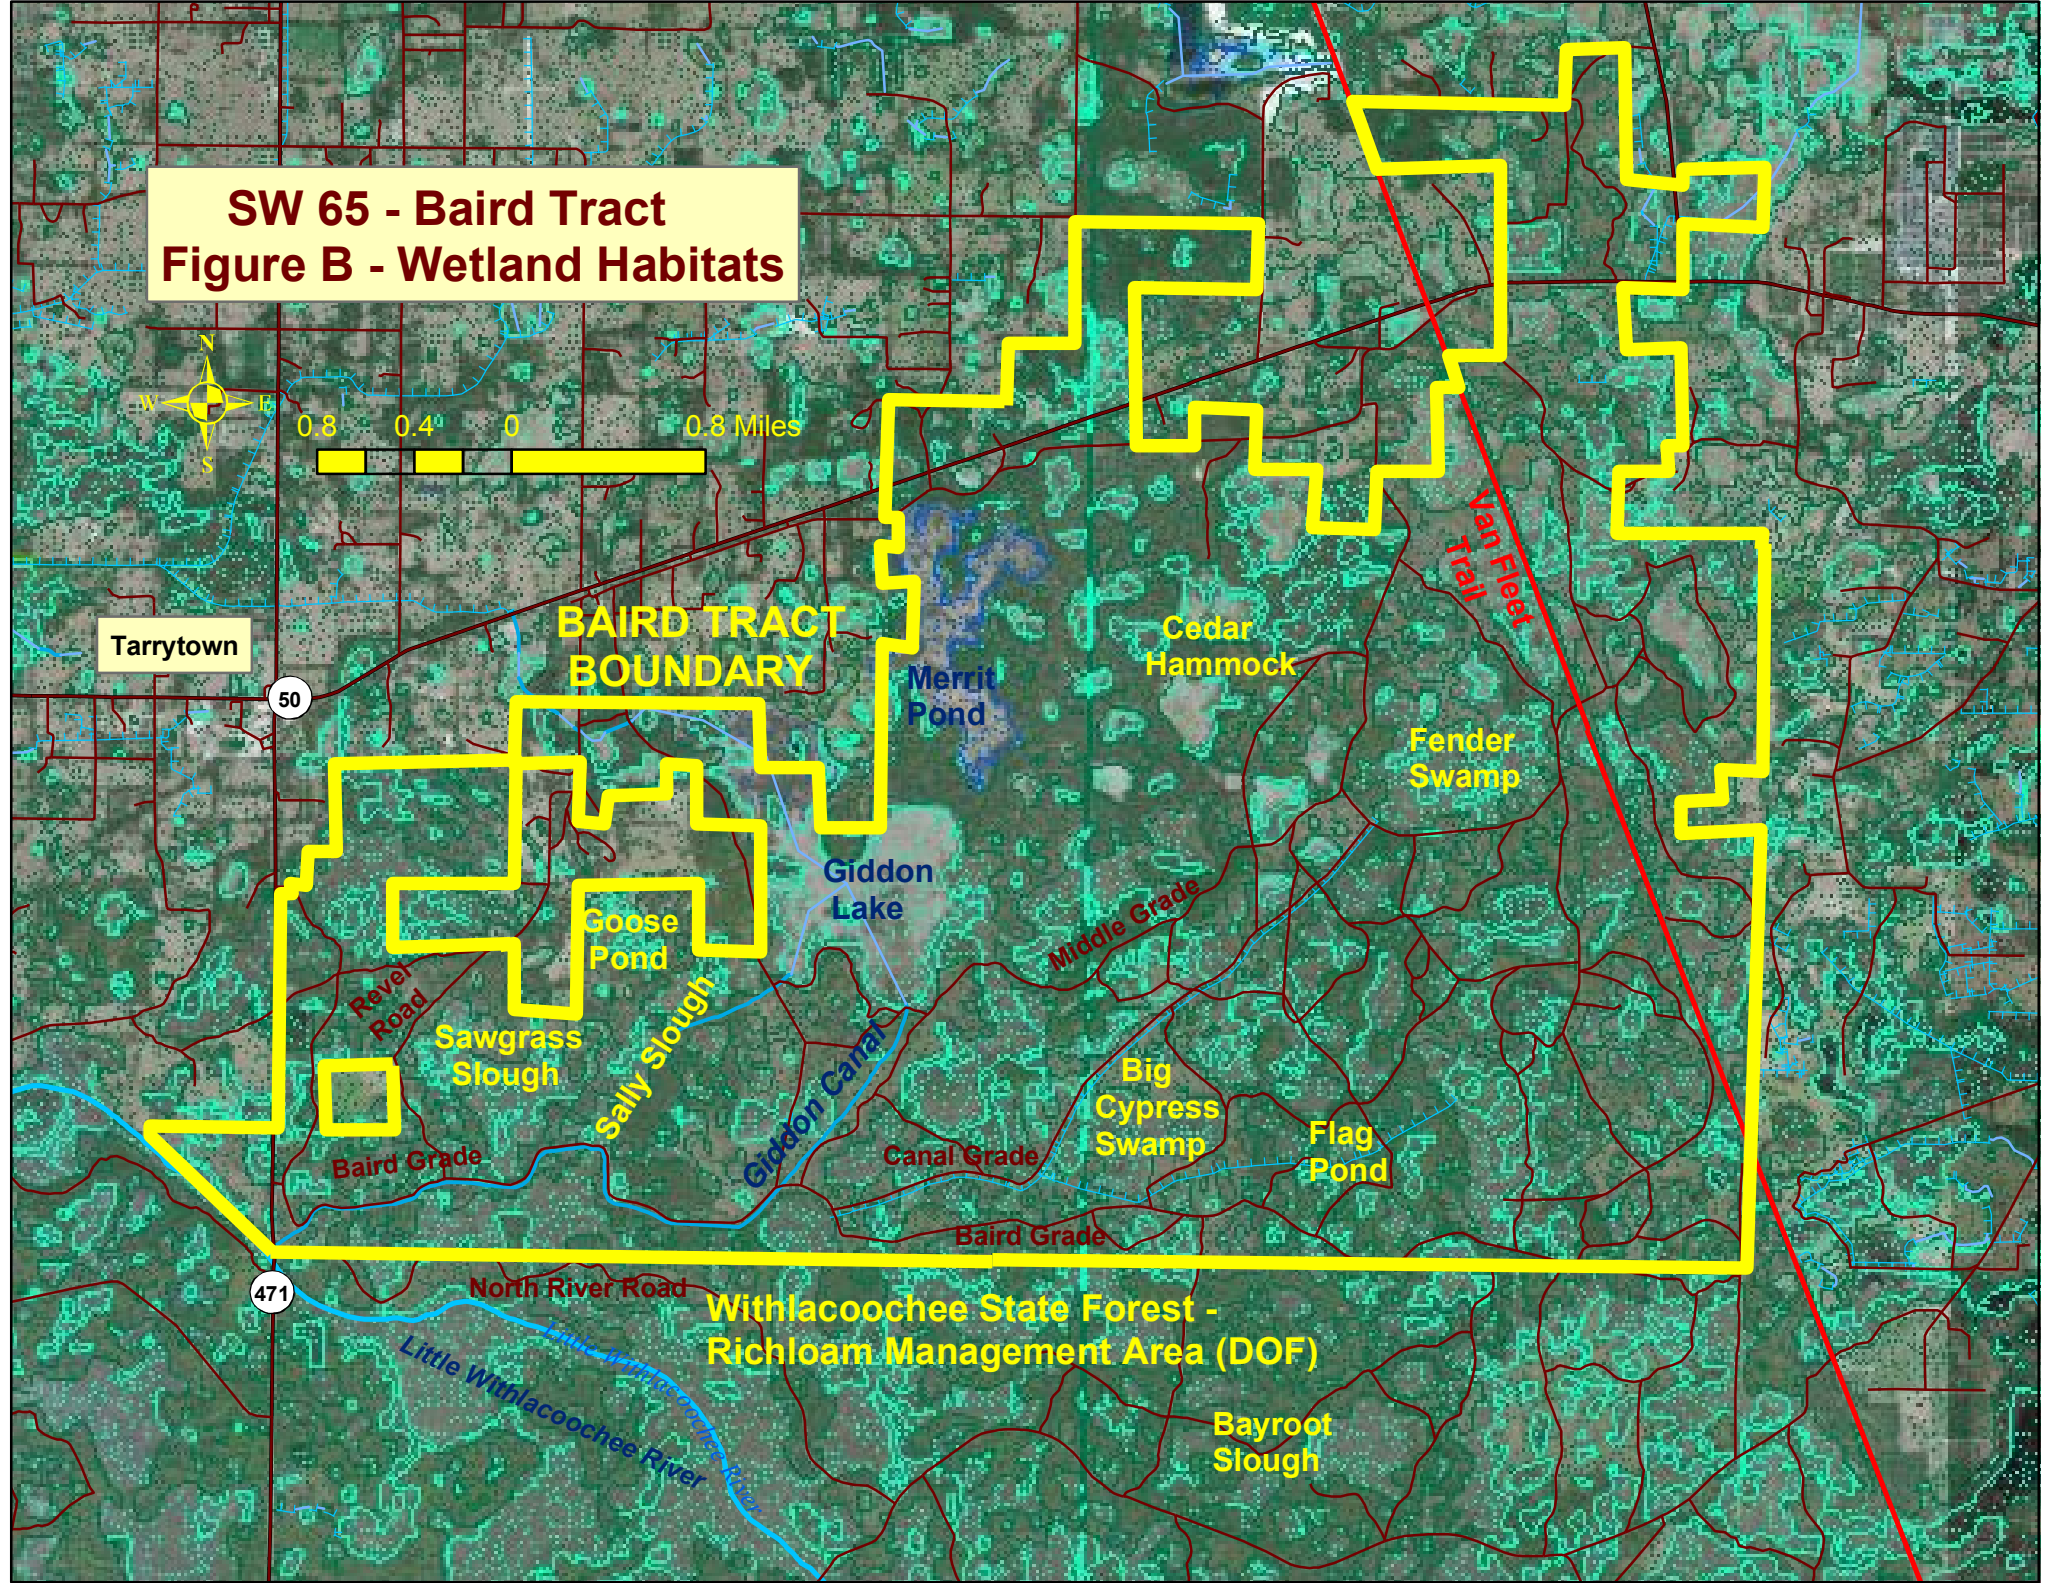 SW 65 - Baird Tract
Figure B - Wetland Habitats
N
W E
S
0.8 0.4 0 0.8 Miles
Van Fleet
Trail
BAIRD TRACT
BOUNDARY
Tarrytown
50
Cedar
Hammock
Merrit
Pond
Fender
Swamp
Giddon
Lake
Goose
Pond
Middle Grade
Revel
Road
Sawgrass
Slough
Sally Slough
Giddon Canal
Big
Cypress
Swamp
Flag
Pond
Baird Grade
Canal Grade
Baird Grade
471
North River Road
Withlacoochee State Forest -
Richloam Management Area (DOF)
Little Withlacoochee River
Little Withlacoochee River
Bayroot
Slough